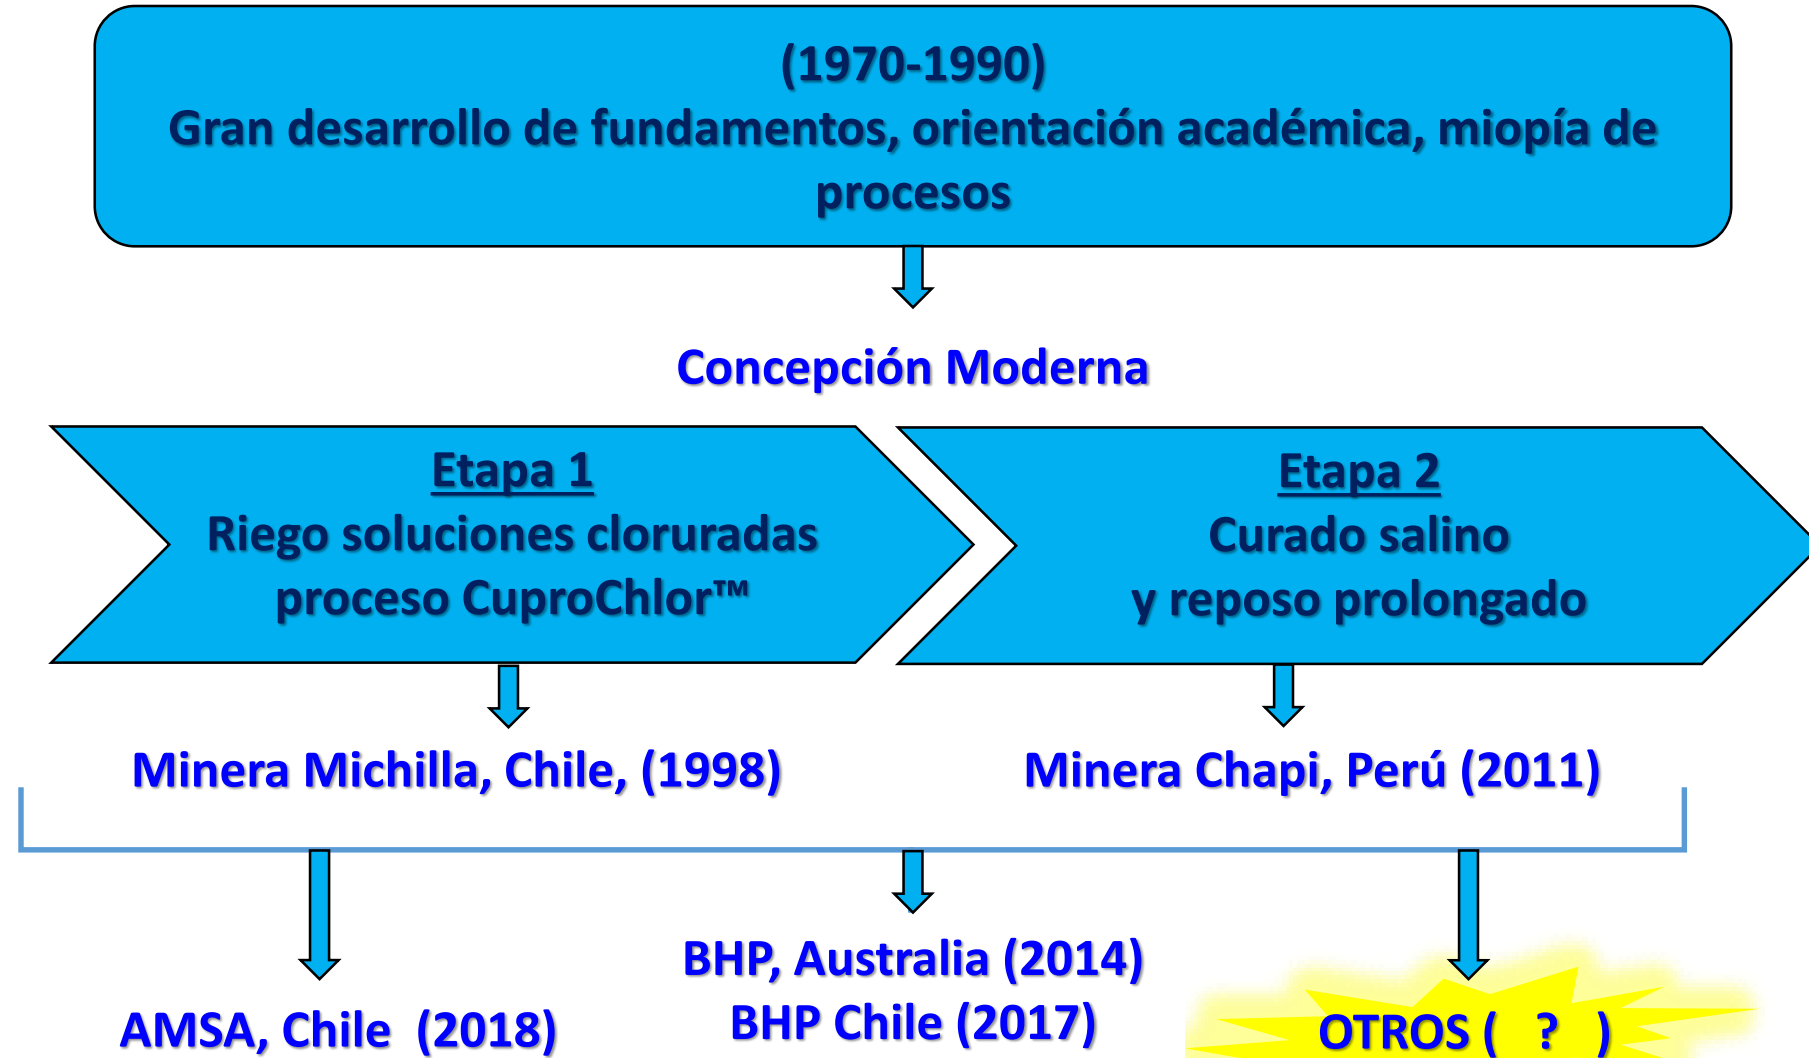 (1970-1990)
Gran desarrollo de fundamentos, orientación académica, miopía de
procesos
Concepción Moderna
Etapa 1
Riego soluciones cloruradas
proceso CuproChlor™
Etapa 2
Curado salino
y reposo prolongado
Minera Michilla, Chile, (1998)
Minera Chapi, Perú (2011)
BHP, Australia (2014)
BHP Chile (2017)
AMSA, Chile (2018)
OTROS ( ? )